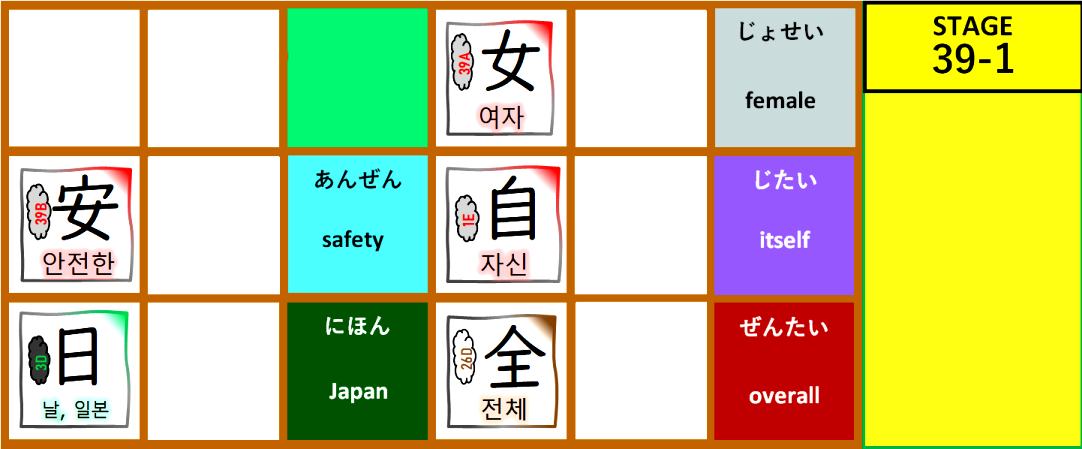 39A
女
여자
じょせい
female
STAGE
39-1
39B
安
안전한
あんぜん
safety
1E
自
자신
じたい
itself
3D
日
날, 일본
にほん
Japan
26D
全
전체
ぜんたい
overall